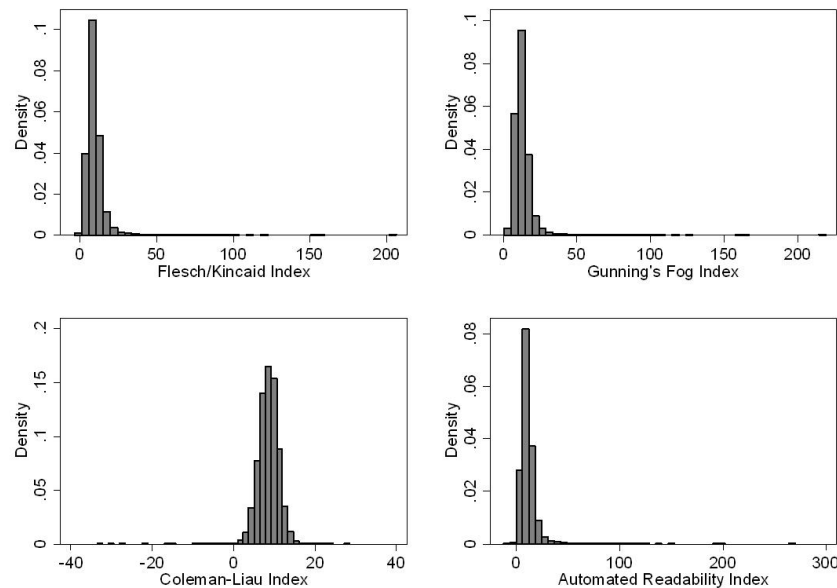 Density
0 .02 .04 .06 .08 .1
0 50 100 150 200
Flesch/Kincaid Index
Density
0 .02 .04 .06 .08 .1
0 50 100 150 200
Gunning's Fog Index
Density
0 .05 .1 .15 .2
-40 -20 0 20 40
Coleman-Liau Index
Density
0 .02 .04 .06 .08
0 100 200 300
Automated Readability Index